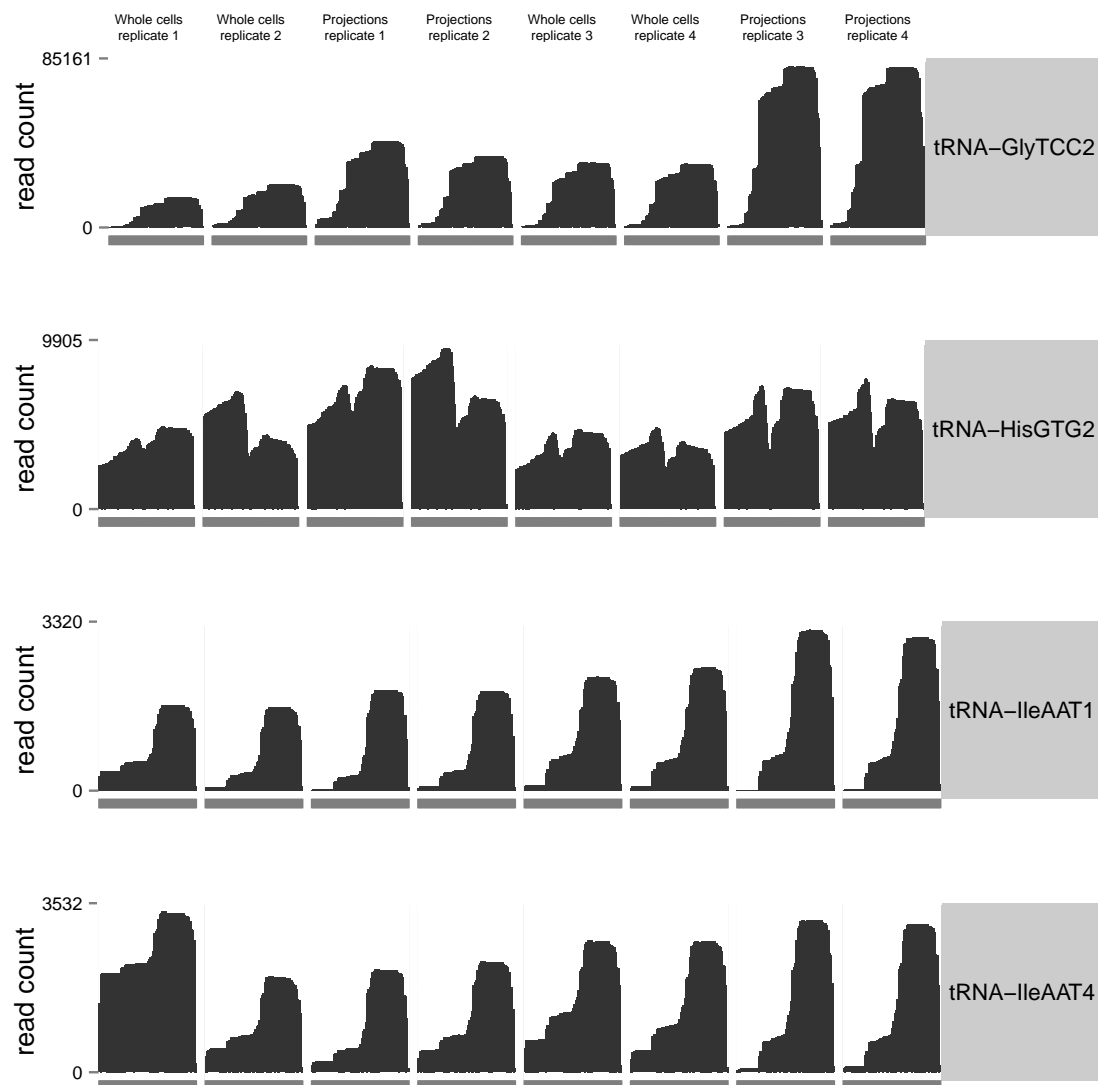 Whole cells Whole cells Projections Projections Whole cells Whole cells Projections Projections
replicate 1 replicate 2 replicate 1 replicate 2 replicate 3 replicate 4 replicate 3 replicate 4
85161
read count
0
tRNA−GlyTCC2
9905
read count
0
tRNA−HisGTG2
3320
read count
0
tRNA−IleAAT1
3532
read count
0
tRNA−IleAAT4